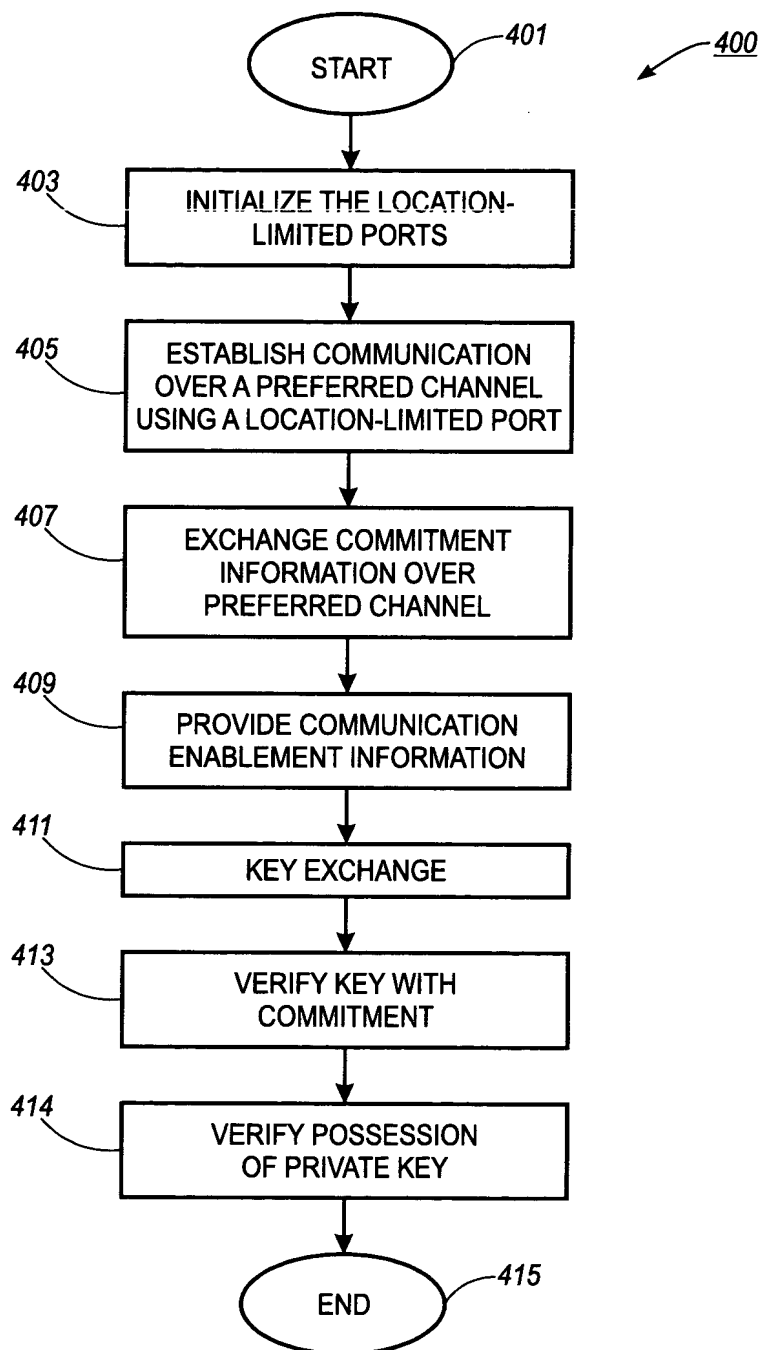 START
401
400
403
INITIALIZE THE LOCATION-
LIMITED PORTS
405
ESTABLISH COMMUNICATION
OVER A PREFERRED CHANNEL
USING A LOCATION-LIMITED PORT
407
EXCHANGE COMMITMENT
INFORMATION OVER
PREFERRED CHANNEL
409
PROVIDE COMMUNICATION
ENABLEMENT INFORMATION
411
KEY EXCHANGE
413
VERIFY KEY WITH
COMMITMENT
414
VERIFY POSSESSION
OF PRIVATE KEY
END
415